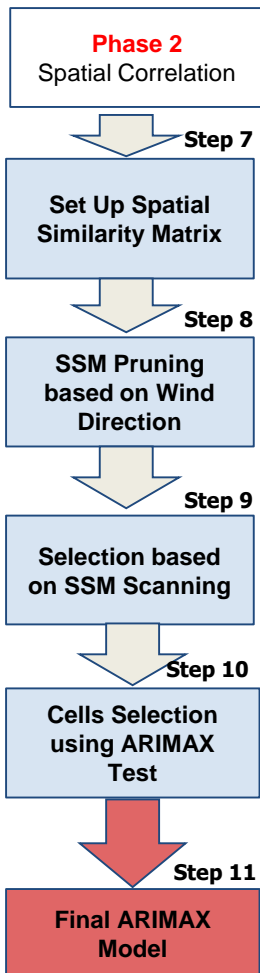 Phase 2
Spatial Correlation
Step 7
Set Up Spatial
Similarity Matrix
Step 8
SSM Pruning
based on Wind
Direction
Step 9
Selection based
on SSM Scanning
Step 10
Cells Selection
using ARIMAX
Test
Step 11
Final ARIMAX
Model